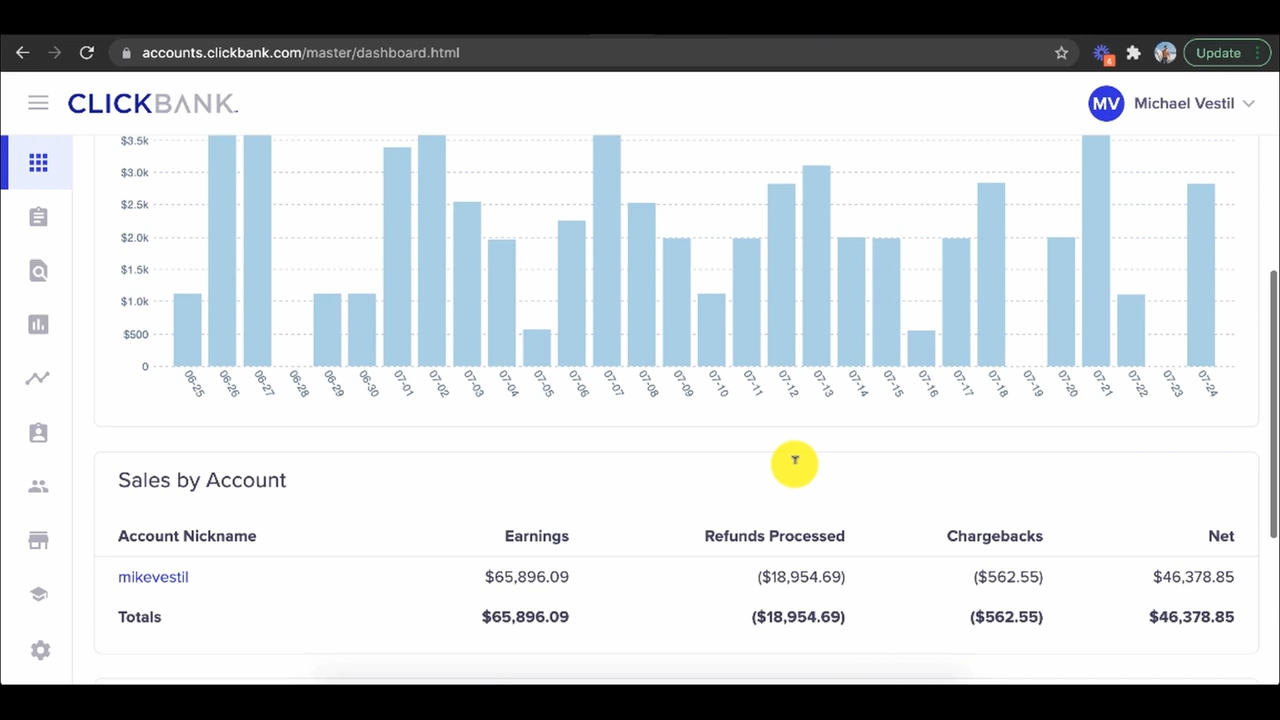 accounts.clickbank.com/master/dashboard.html
6
Update
CLICKBANK.
MV Michael Vestil
$3.5k
$3.0k
$2.5k
$2.0k
$1.5k
$1.0k
$500
0
06-25 06-26 06-27 06-28 06-29 06-30 07-01 07-02 07-03 07-04 07-05 07-06 07-07 07-08 07-09 07-10 07-11 07-12 07-13 07-14 07-15 07-16 07-17 07-18 07-19 07-20 07-21 07-22 07-23 07-24
Sales by Account
Account Nickname Earnings Refunds Processed Chargebacks Net
mikevestil $65,896.09 ($18,954.69) ($562.55) $46,378.85
Totals $65,896.09 ($18,954.69) ($562.55) $46,378.85